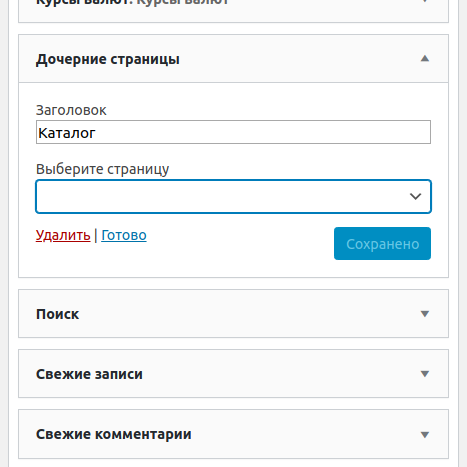 Курсы валют: Курсы валют
Дочерние страницы
Заголовок
Каталог
Выберите страницу
Удалить | Готово
Сохранено
Поиск
Свежие записи
Свежие комментарии